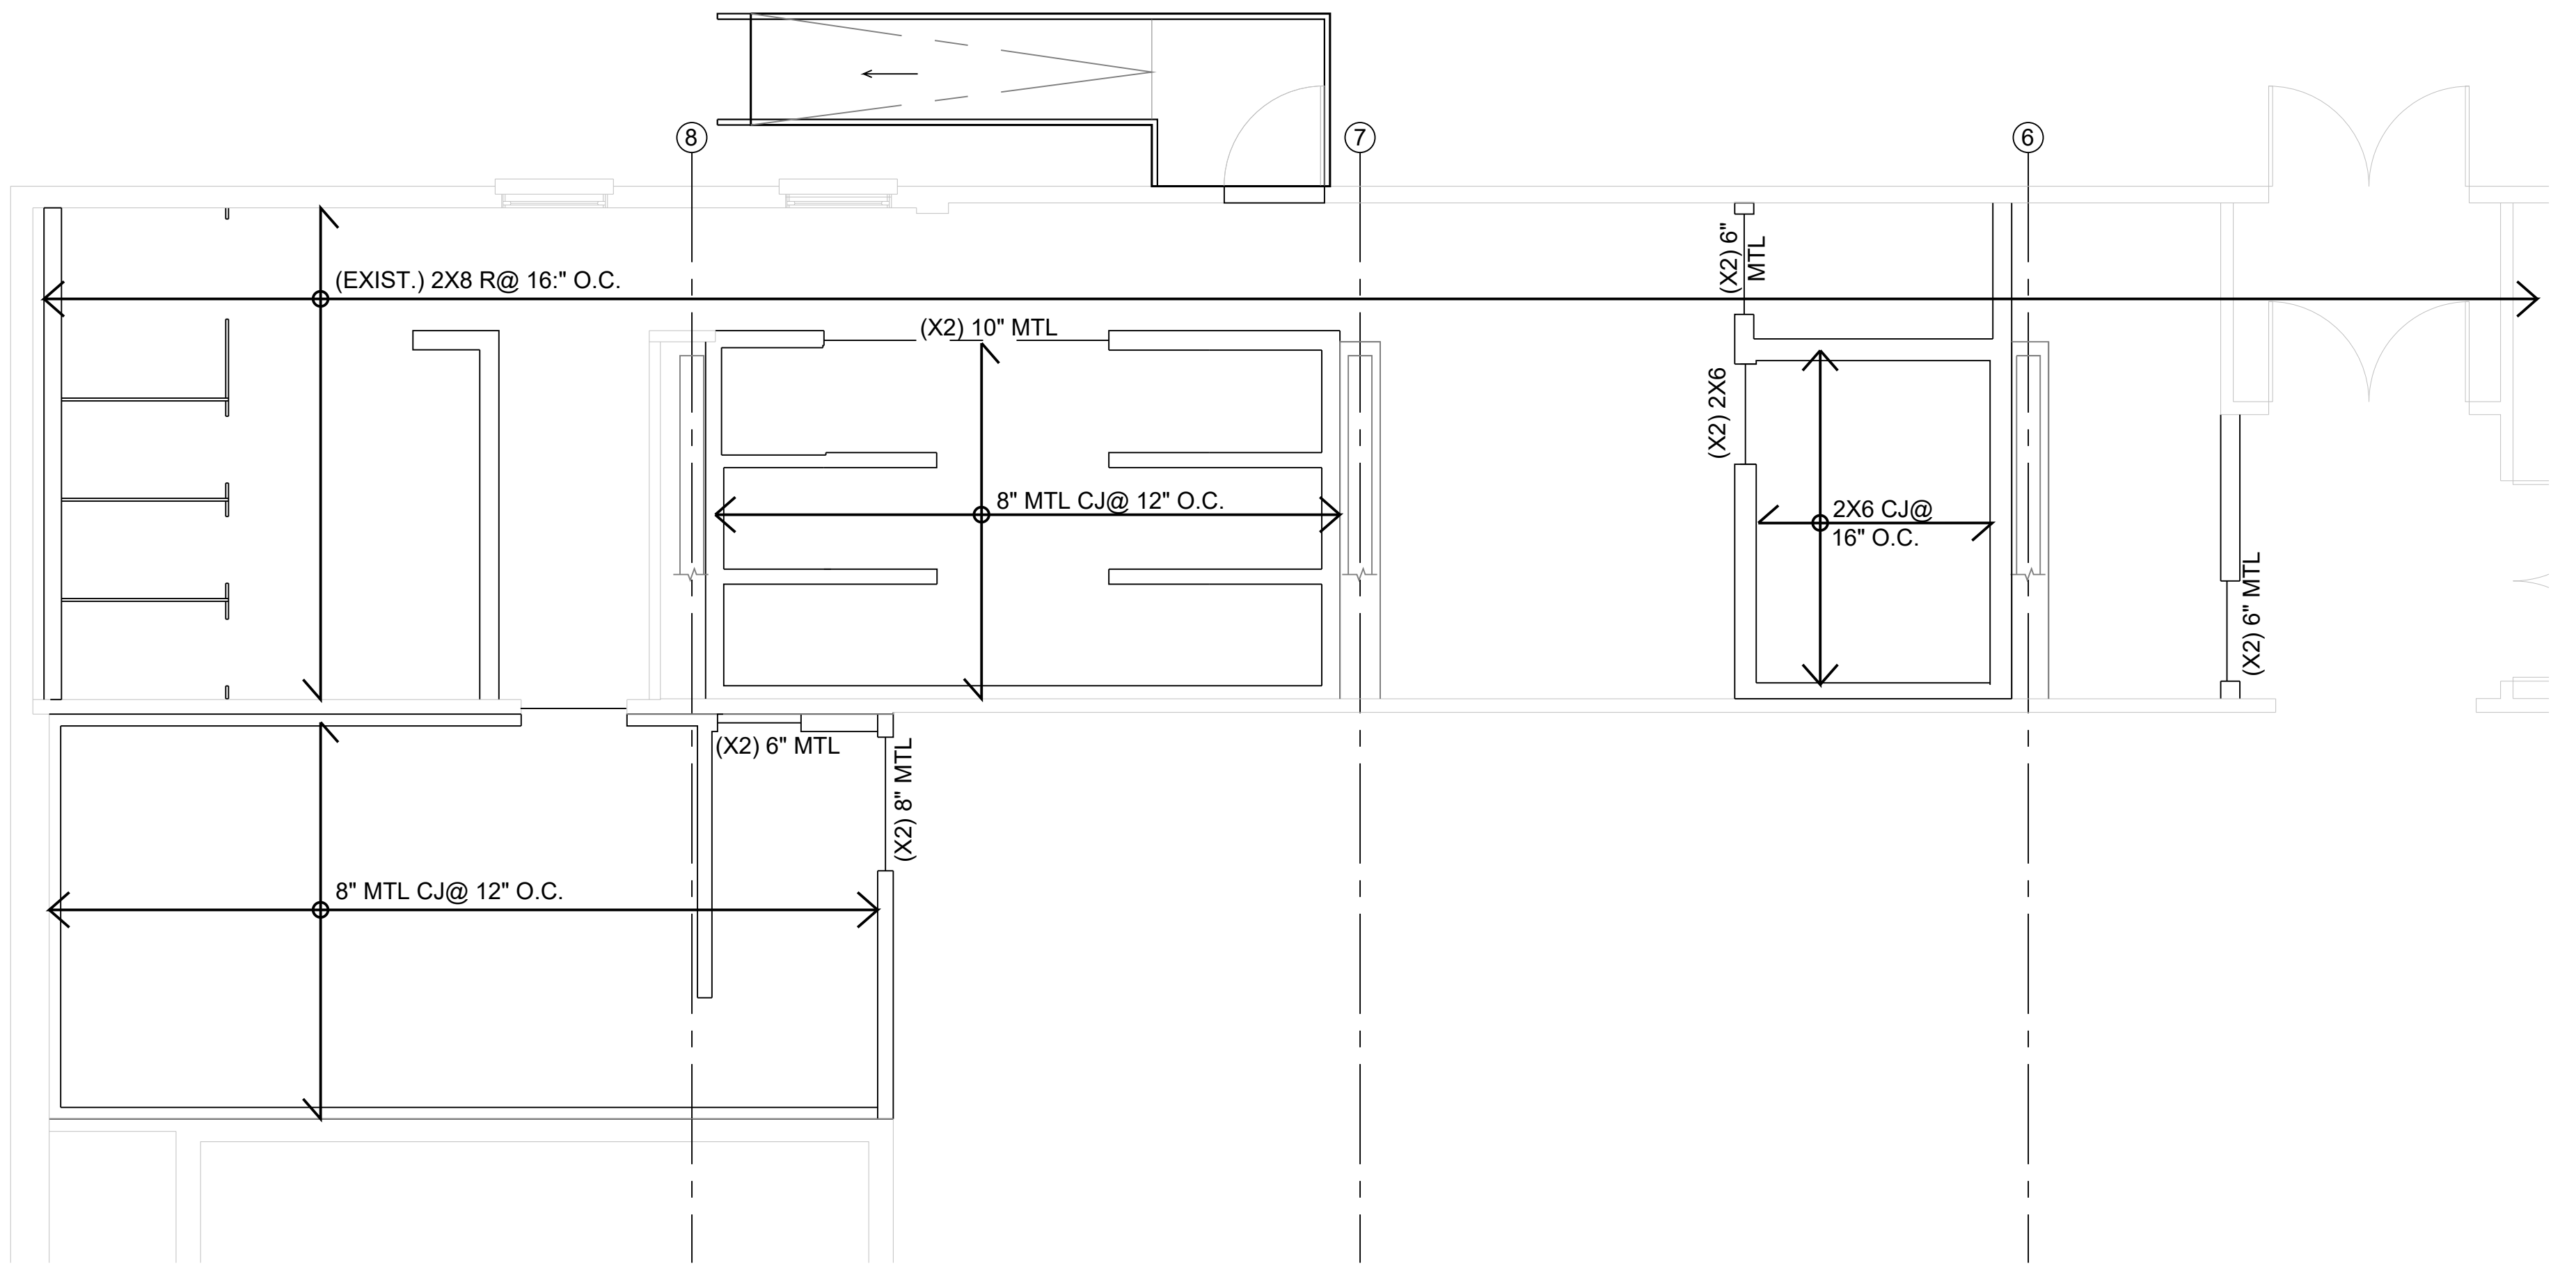 8
7
6
(X2) 6"
MTL
(EXIST.) 2X8 R@ 16:" O.C.
(X2) 10" MTL
(X2) 2X6
8" MTL CJ@ 12" O.C.
2X6 CJ@
16" O.C.
(X2) 6" MTL
(X2) 6" MTL
(X2) 8" MTL
8" MTL CJ@ 12" O.C.